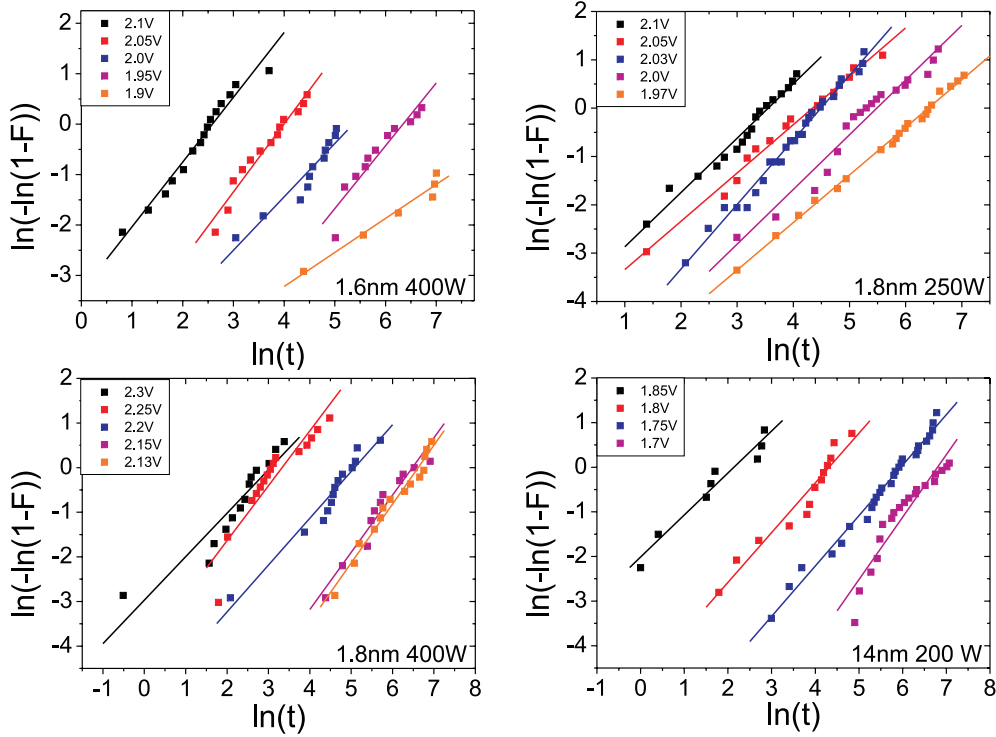 2.1V
2.05V
2.0V
1.95V
1.9V
ln(-ln(1-F))
2
1
0
-1
-2
-3
1.6nm 400W
0 1 2 3 4 5 6 7
ln(t)
2.1V
2.05V
2.03V
2.0V
1.97V
ln(-ln(1-F))
2
1
0
-1
-2
-3
-4
1.8nm 250W
1 2 3 4 5 6 7
ln(t)
2.3V
2.25V
2.2V
2.15V
2.13V
ln(-ln(1-F))
2
1
0
-1
-2
-3
-4
1.8nm 400W
-1 0 1 2 3 4 5 6 7 8
ln(t)
1.85V
1.8V
1.75V
1.7V
ln(-ln(1-F))
2
1
0
-1
-2
-3
-4
14nm 200 W
-1 0 1 2 3 4 5 6 7 8
ln(t)